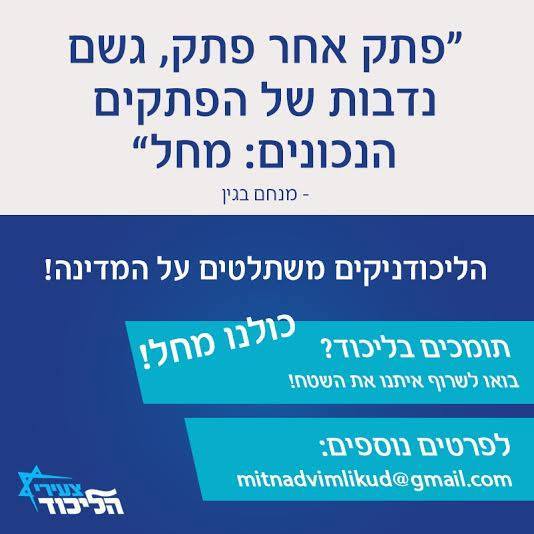 ”פתק אחר פתק, גשם
נדבות של הפתקים
הנכונים: מחל“
- מנחם בגין
הליכודניקים משתלטים על המדינה!
כולנו מחל!
תומכים בליכוד?
בואו לשרוף איתנו את השטח!
לפרטים נוספים:
mitnadvimlikud@gmail.com
צעירי
הליכוד